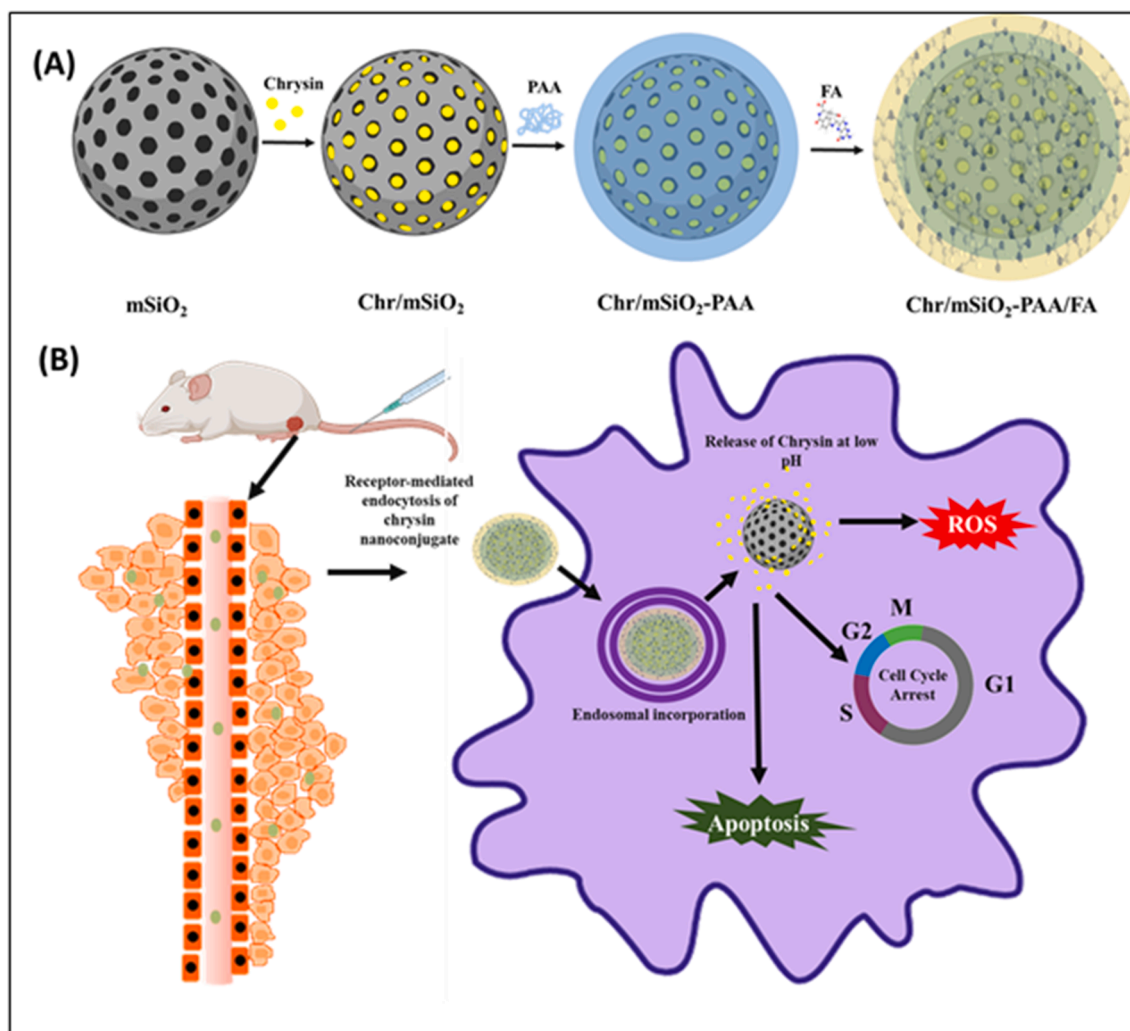 (A)
Chrysin
PAA
FA
mSiO₂
Chr/mSiO₂
Chr/mSiO₂-PAA
Chr/mSiO₂-PAA/FA
(B)
Receptor-mediated
endocytosis of
chrysin
nanoconjugate
Release of Chrysin at low
pH
ROS
Endosomal incorporation
M
G2
G1
S
Cell Cycle
Arrest
Apoptosis